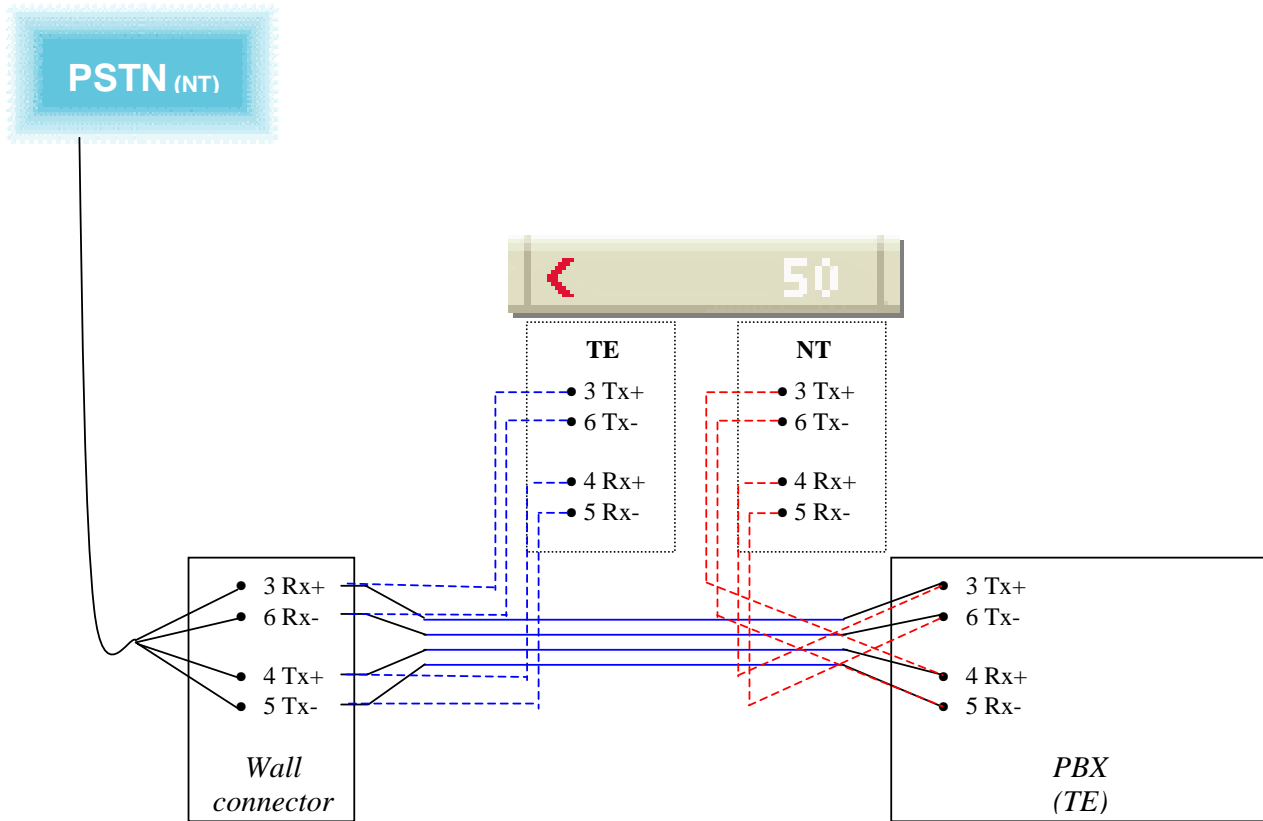 PSTN (NT)
50
TE
3 Tx+
6 Tx-
4 Rx+
5 Rx-
NT
3 Tx+
6 Tx-
4 Rx+
5 Rx-
3 Rx+
6 Rx-
4 Tx+
5 Tx-
Wall
connector
3 Tx+
6 Tx-
4 Rx+
5 Rx-
PBX
(TE)